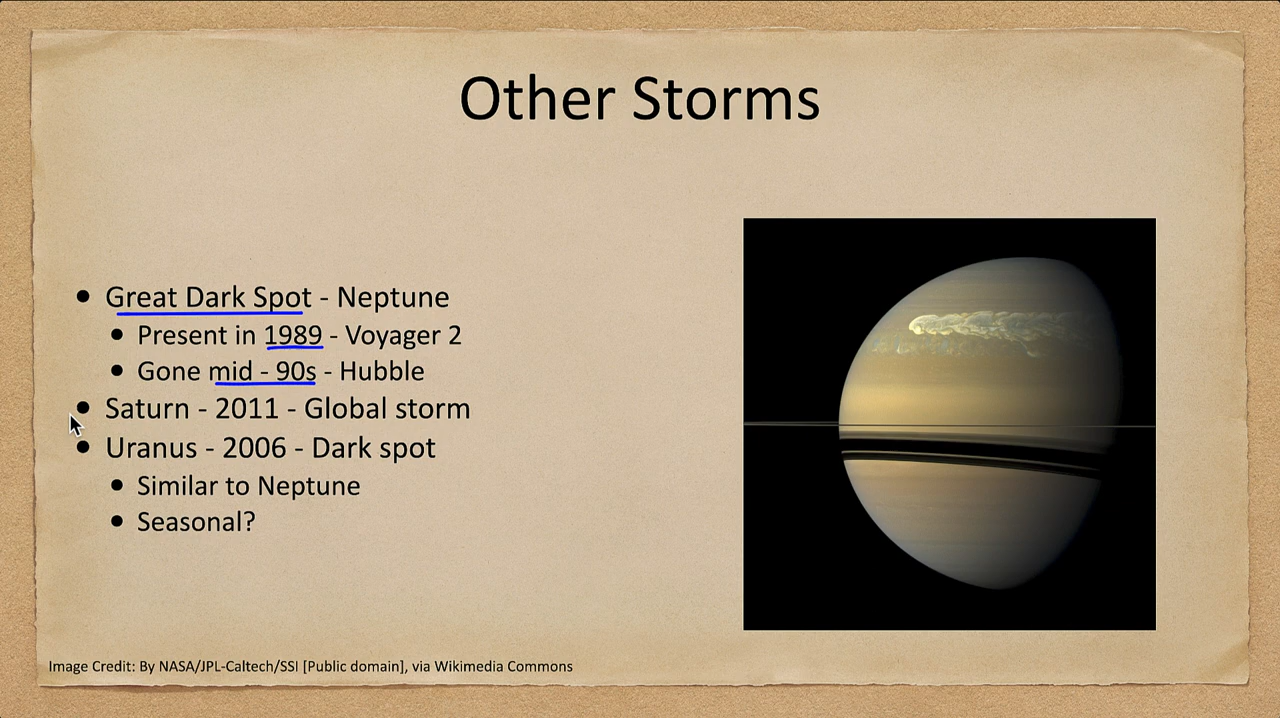 Other Storms
• Great Dark Spot - Neptune
• Present in 1989 - Voyager 2
• Gone mid - 90s - Hubble
• Saturn - 2011 - Global storm
• Uranus - 2006 - Dark spot
• Similar to Neptune
• Seasonal?
Image Credit: By NASA/JPL-Caltech/SSI [Public domain], via Wikimedia Commons